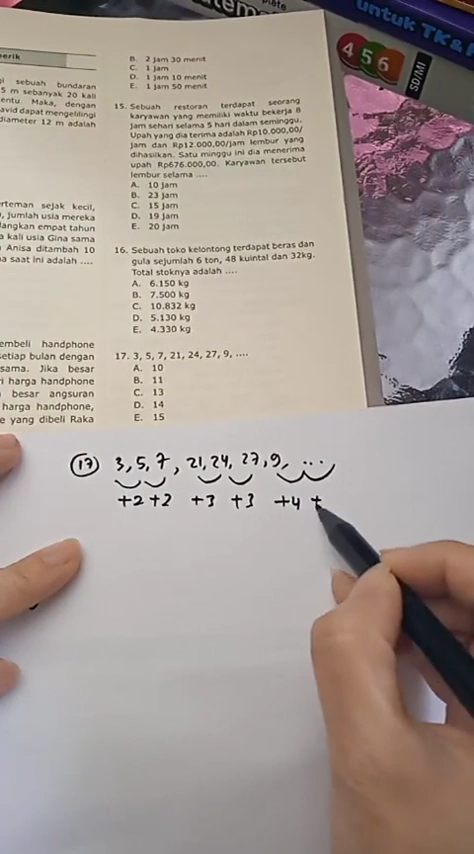 plete
untuk TK &
4 5 6
SD/MI
erik
sebuah bundaran
5 m sebanyak 20 kali
entu. Maka, dengan
avid dapat mengelilingi
diameter 12 m adalah
rteman sejak kecil,
, jumlah usia mereka
langkan empat tahun
a kali usia Gina sama
Anisa ditambah 10
a saat ini adalah ....
embeli handphone
setiap bulan dengan
sama. Jika besar
ri harga handphone
besar angsuran
harga handphone,
e yang dibeli Raka
B. 2 jam 30 menit
C. 1 jam
D. 1 jam 10 menit
E. 1 jam 50 menit
15. Sebuah restoran terdapat seorang
karyawan yang memiliki waktu bekerja 8
jam sehari selama 5 hari dalam seminggu.
Upah yang dia terima adalah Rp10.000,00/
jam dan Rp12.000,00/jam lembur yang
dihasilkan. Satu minggu ini dia menerima
upah Rp676.000,00. Karyawan tersebut
lembur selama ....
A. 10 jam
B. 23 jam
C. 15 jam
D. 19 jam
E. 20 jam
16. Sebuah toko kelontong terdapat beras dan
gula sejumlah 6 ton, 48 kuintal dan 32kg.
Total stoknya adalah ....
A. 6.150 kg
B. 7.500 kg
C. 10.832 kg
D. 5.130 kg
E. 4.330 kg
17. 3, 5, 7, 21, 24, 27, 9, ....
A. 10
B. 11
C. 13
D. 14
E. 15
17 3, 5, 7, 21, 24, 27, 9, ...
+2 +2 +3 +3 +4 +